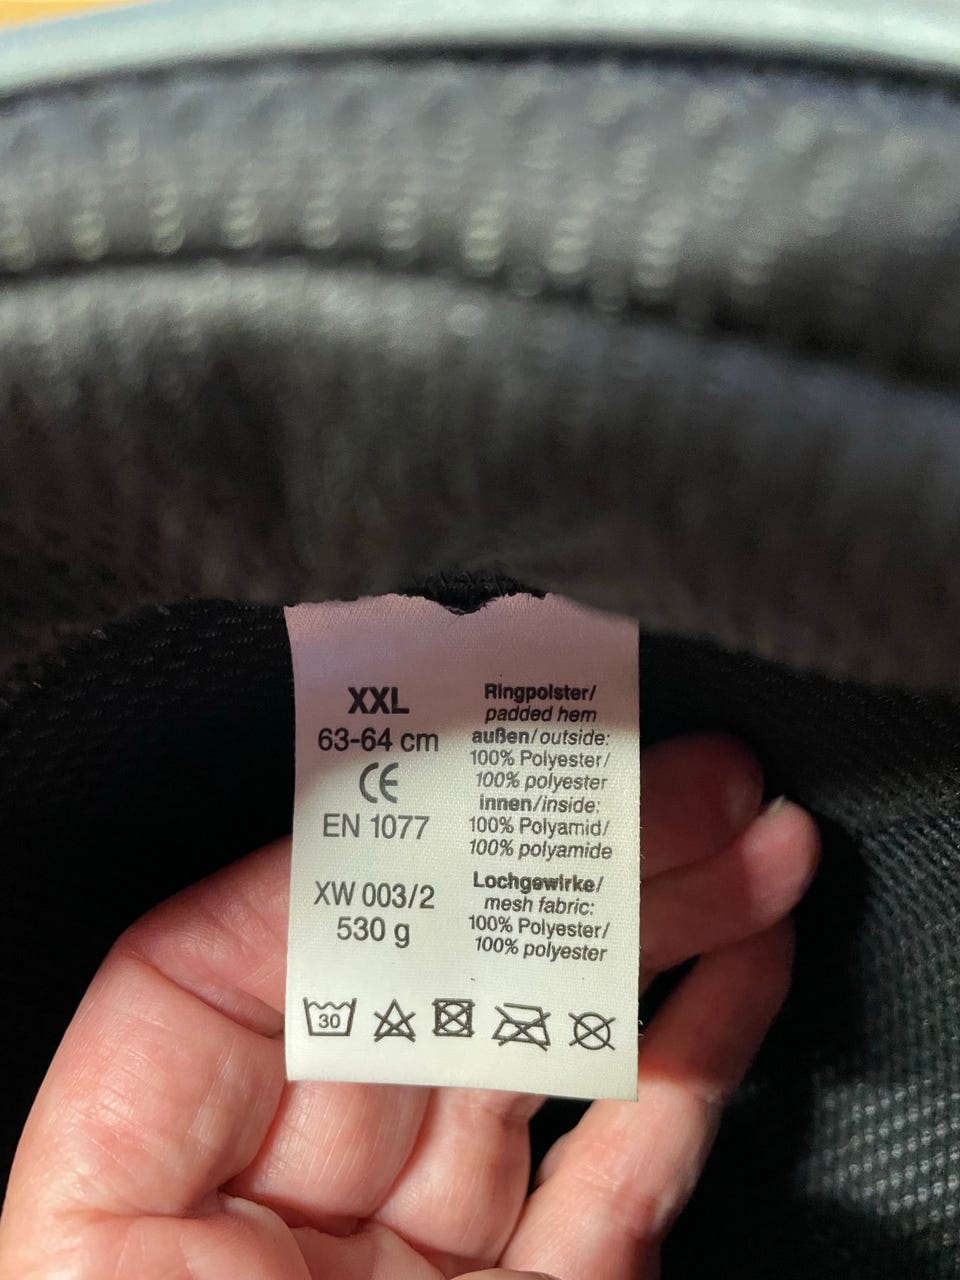 XXL
63-64 cm
CE
EN 1077
XW 003/2
530 g
Ringpolster/
padded hem
außen/outside:
100% Polyester/
100% polyester
innen/inside:
100% Polyamid/
100% polyamide
Lochgewirke/
mesh fabric:
100% Polyester/
100% polyester
30